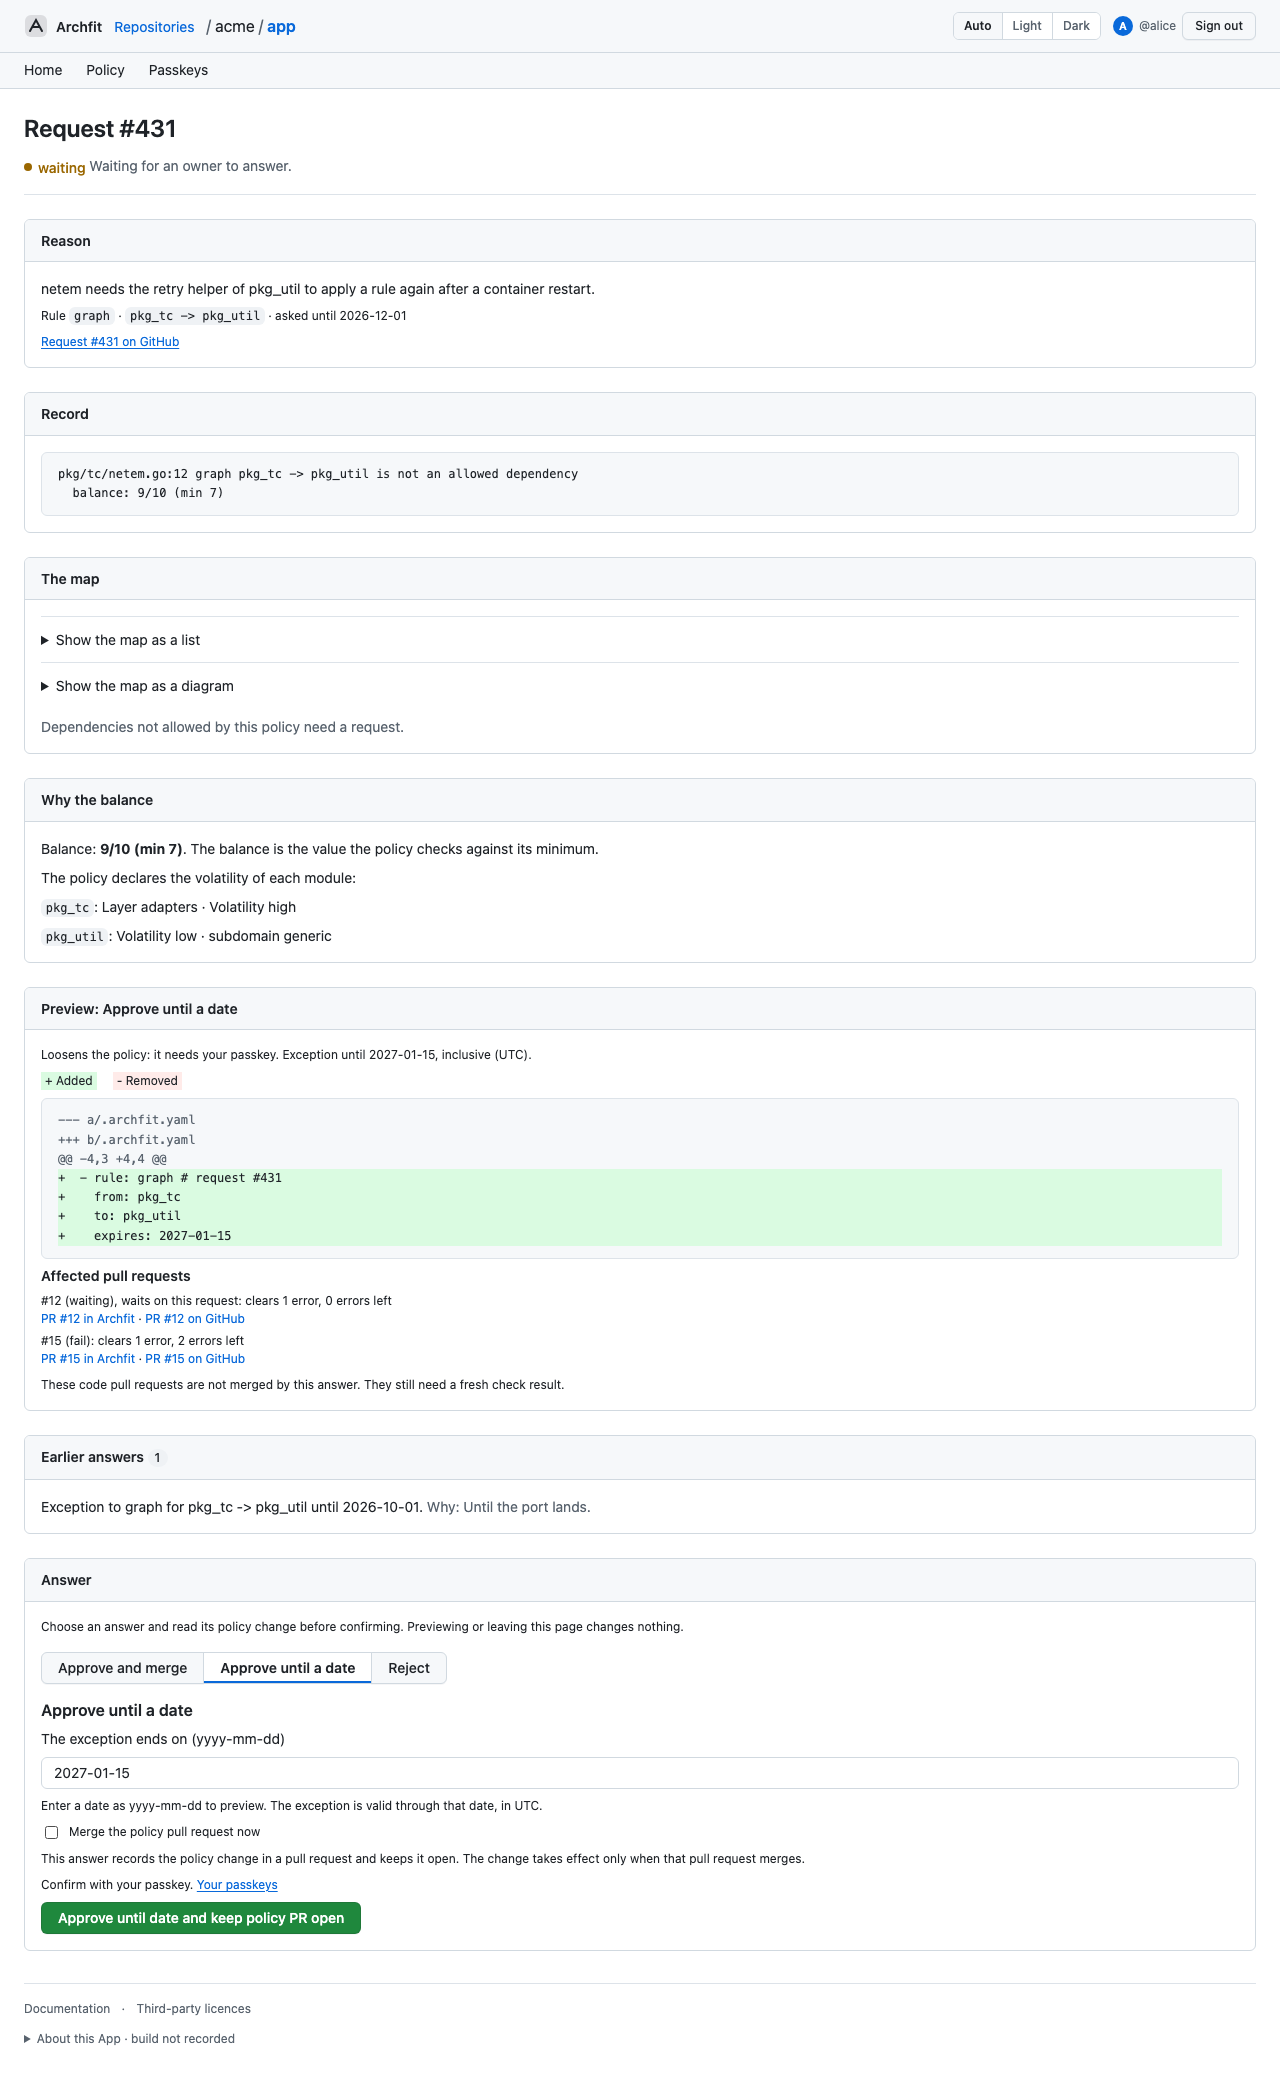 Archfit Repositories / acme / app
Auto Light Dark
A @alice Sign out
Home Policy Passkeys
Request #431
waiting Waiting for an owner to answer.
Reason
netem needs the retry helper of pkg_util to apply a rule again after a container restart.
Rule graph · pkg_tc -> pkg_util · asked until 2026-12-01
Request #431 on GitHub
Record
pkg/tc/netem.go:12 graph pkg_tc -> pkg_util is not an allowed dependency
balance: 9/10 (min 7)
The map
Show the map as a list
Show the map as a diagram
Dependencies not allowed by this policy need a request.
Why the balance
Balance: 9/10 (min 7). The balance is the value the policy checks against its minimum.
The policy declares the volatility of each module:
pkg_tc: Layer adapters · Volatility high
pkg_util: Volatility low · subdomain generic
Preview: Approve until a date
Loosens the policy: it needs your passkey. Exception until 2027-01-15, inclusive (UTC).
+ Added - Removed
--- a/.archfit.yaml
+++ b/.archfit.yaml
@@ -4,3 +4,4 @@
+  - rule: graph # request #431
+    from: pkg_tc
+    to: pkg_util
+    expires: 2027-01-15
Affected pull requests
#12 (waiting), waits on this request: clears 1 error, 0 errors left
PR #12 in Archfit · PR #12 on GitHub
#15 (fail): clears 1 error, 2 errors left
PR #15 in Archfit · PR #15 on GitHub
These code pull requests are not merged by this answer. They still need a fresh check result.
Earlier answers 1
Exception to graph for pkg_tc -> pkg_util until 2026-10-01. Why: Until the port lands.
Answer
Choose an answer and read its policy change before confirming. Previewing or leaving this page changes nothing.
Approve and merge Approve until a date Reject
Approve until a date
The exception ends on (yyyy-mm-dd)
2027-01-15
Enter a date as yyyy-mm-dd to preview. The exception is valid through that date, in UTC.
Merge the policy pull request now
This answer records the policy change in a pull request and keeps it open. The change takes effect only when that pull request merges.
Confirm with your passkey. Your passkeys
Approve until date and keep policy PR open
Documentation · Third-party licences
About this App · build not recorded